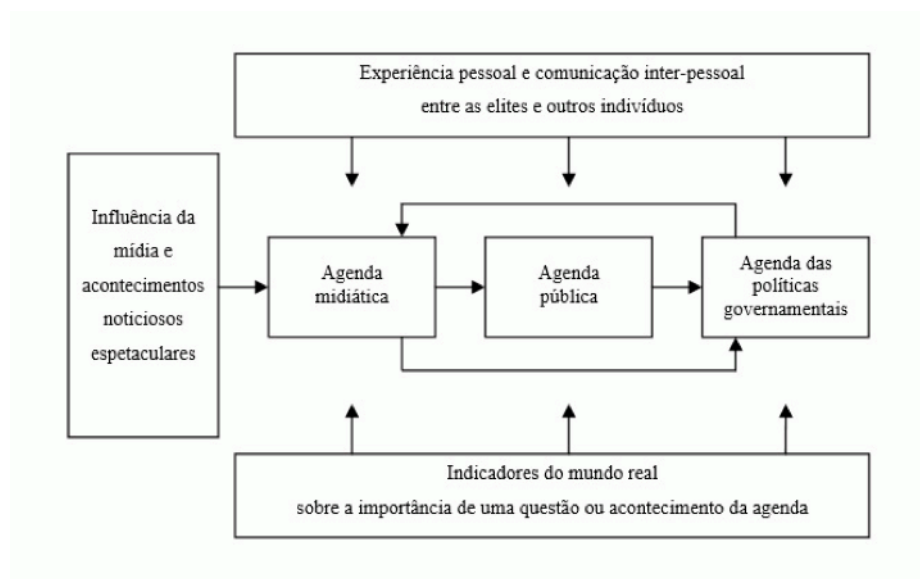 Experiência pessoal e comunicação inter-pessoal
entre as elites e outros indivíduos
Influência da
mídia e
acontecimentos
noticiosos
espetaculares
Agenda
midiática
Agenda
pública
Agenda das
políticas
governamentais
Indicadores do mundo real
sobre a importância de uma questão ou acontecimento da agenda